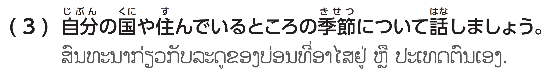 (3) 自分の国や住んでいるところの季節について話しましょう。
ສົນທະນາກ່ຽວກັບລະດູຂອງບ່ອນທີ່ອາໄສຢູ່ ຫຼື ປະເທດຕົນເອງ.